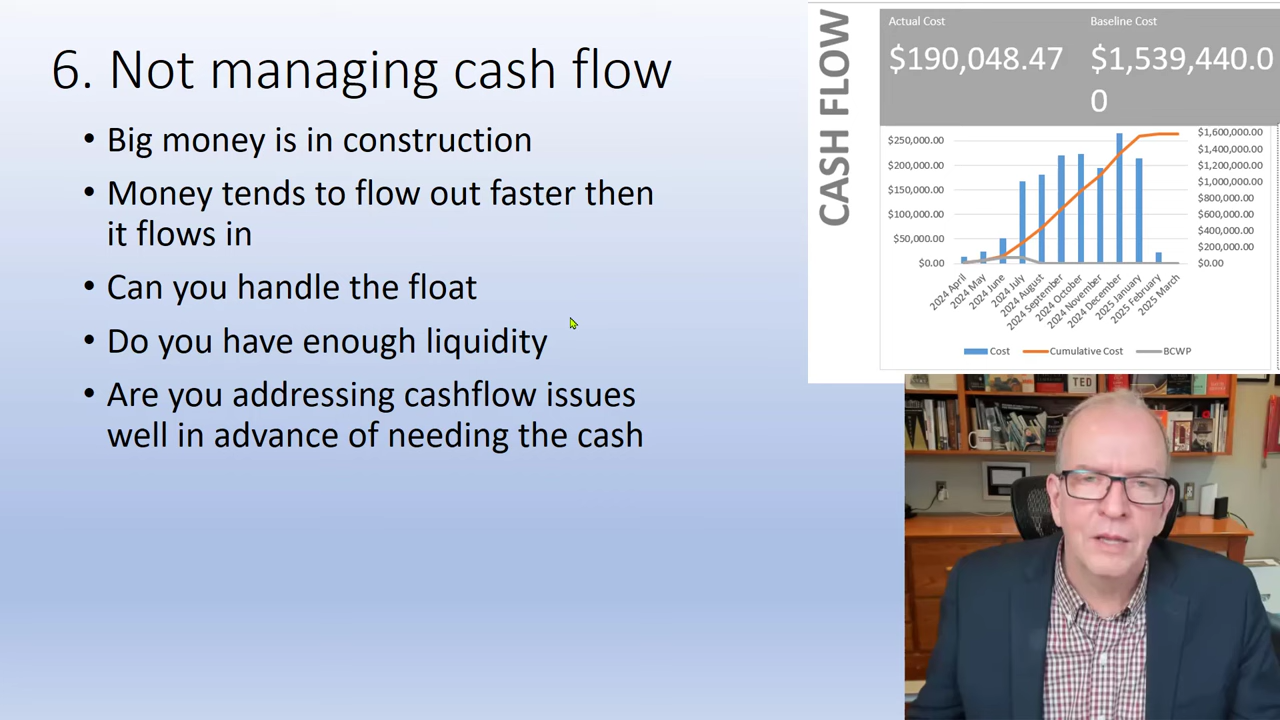 6. Not managing cash flow
• Big money is in construction
• Money tends to flow out faster then
it flows in
• Can you handle the float
• Do you have enough liquidity
• Are you addressing cashflow issues
well in advance of needing the cash
CASH FLOW
Actual Cost
$190,048.47
Baseline Cost
$1,539,440.0
0
$250,000.00
$200,000.00
$150,000.00
$100,000.00
$50,000.00
$0.00
$1,600,000.00
$1,400,000.00
$1,200,000.00
$1,000,000.00
$800,000.00
$600,000.00
$400,000.00
$200,000.00
$0.00
2024 April
2024 May
2024 June
2024 July
2024 August
2024 September
2024 October
2024 November
2024 December
2025 January
2025 February
2025 March
Cost
Cumulative Cost
BCWP
TED